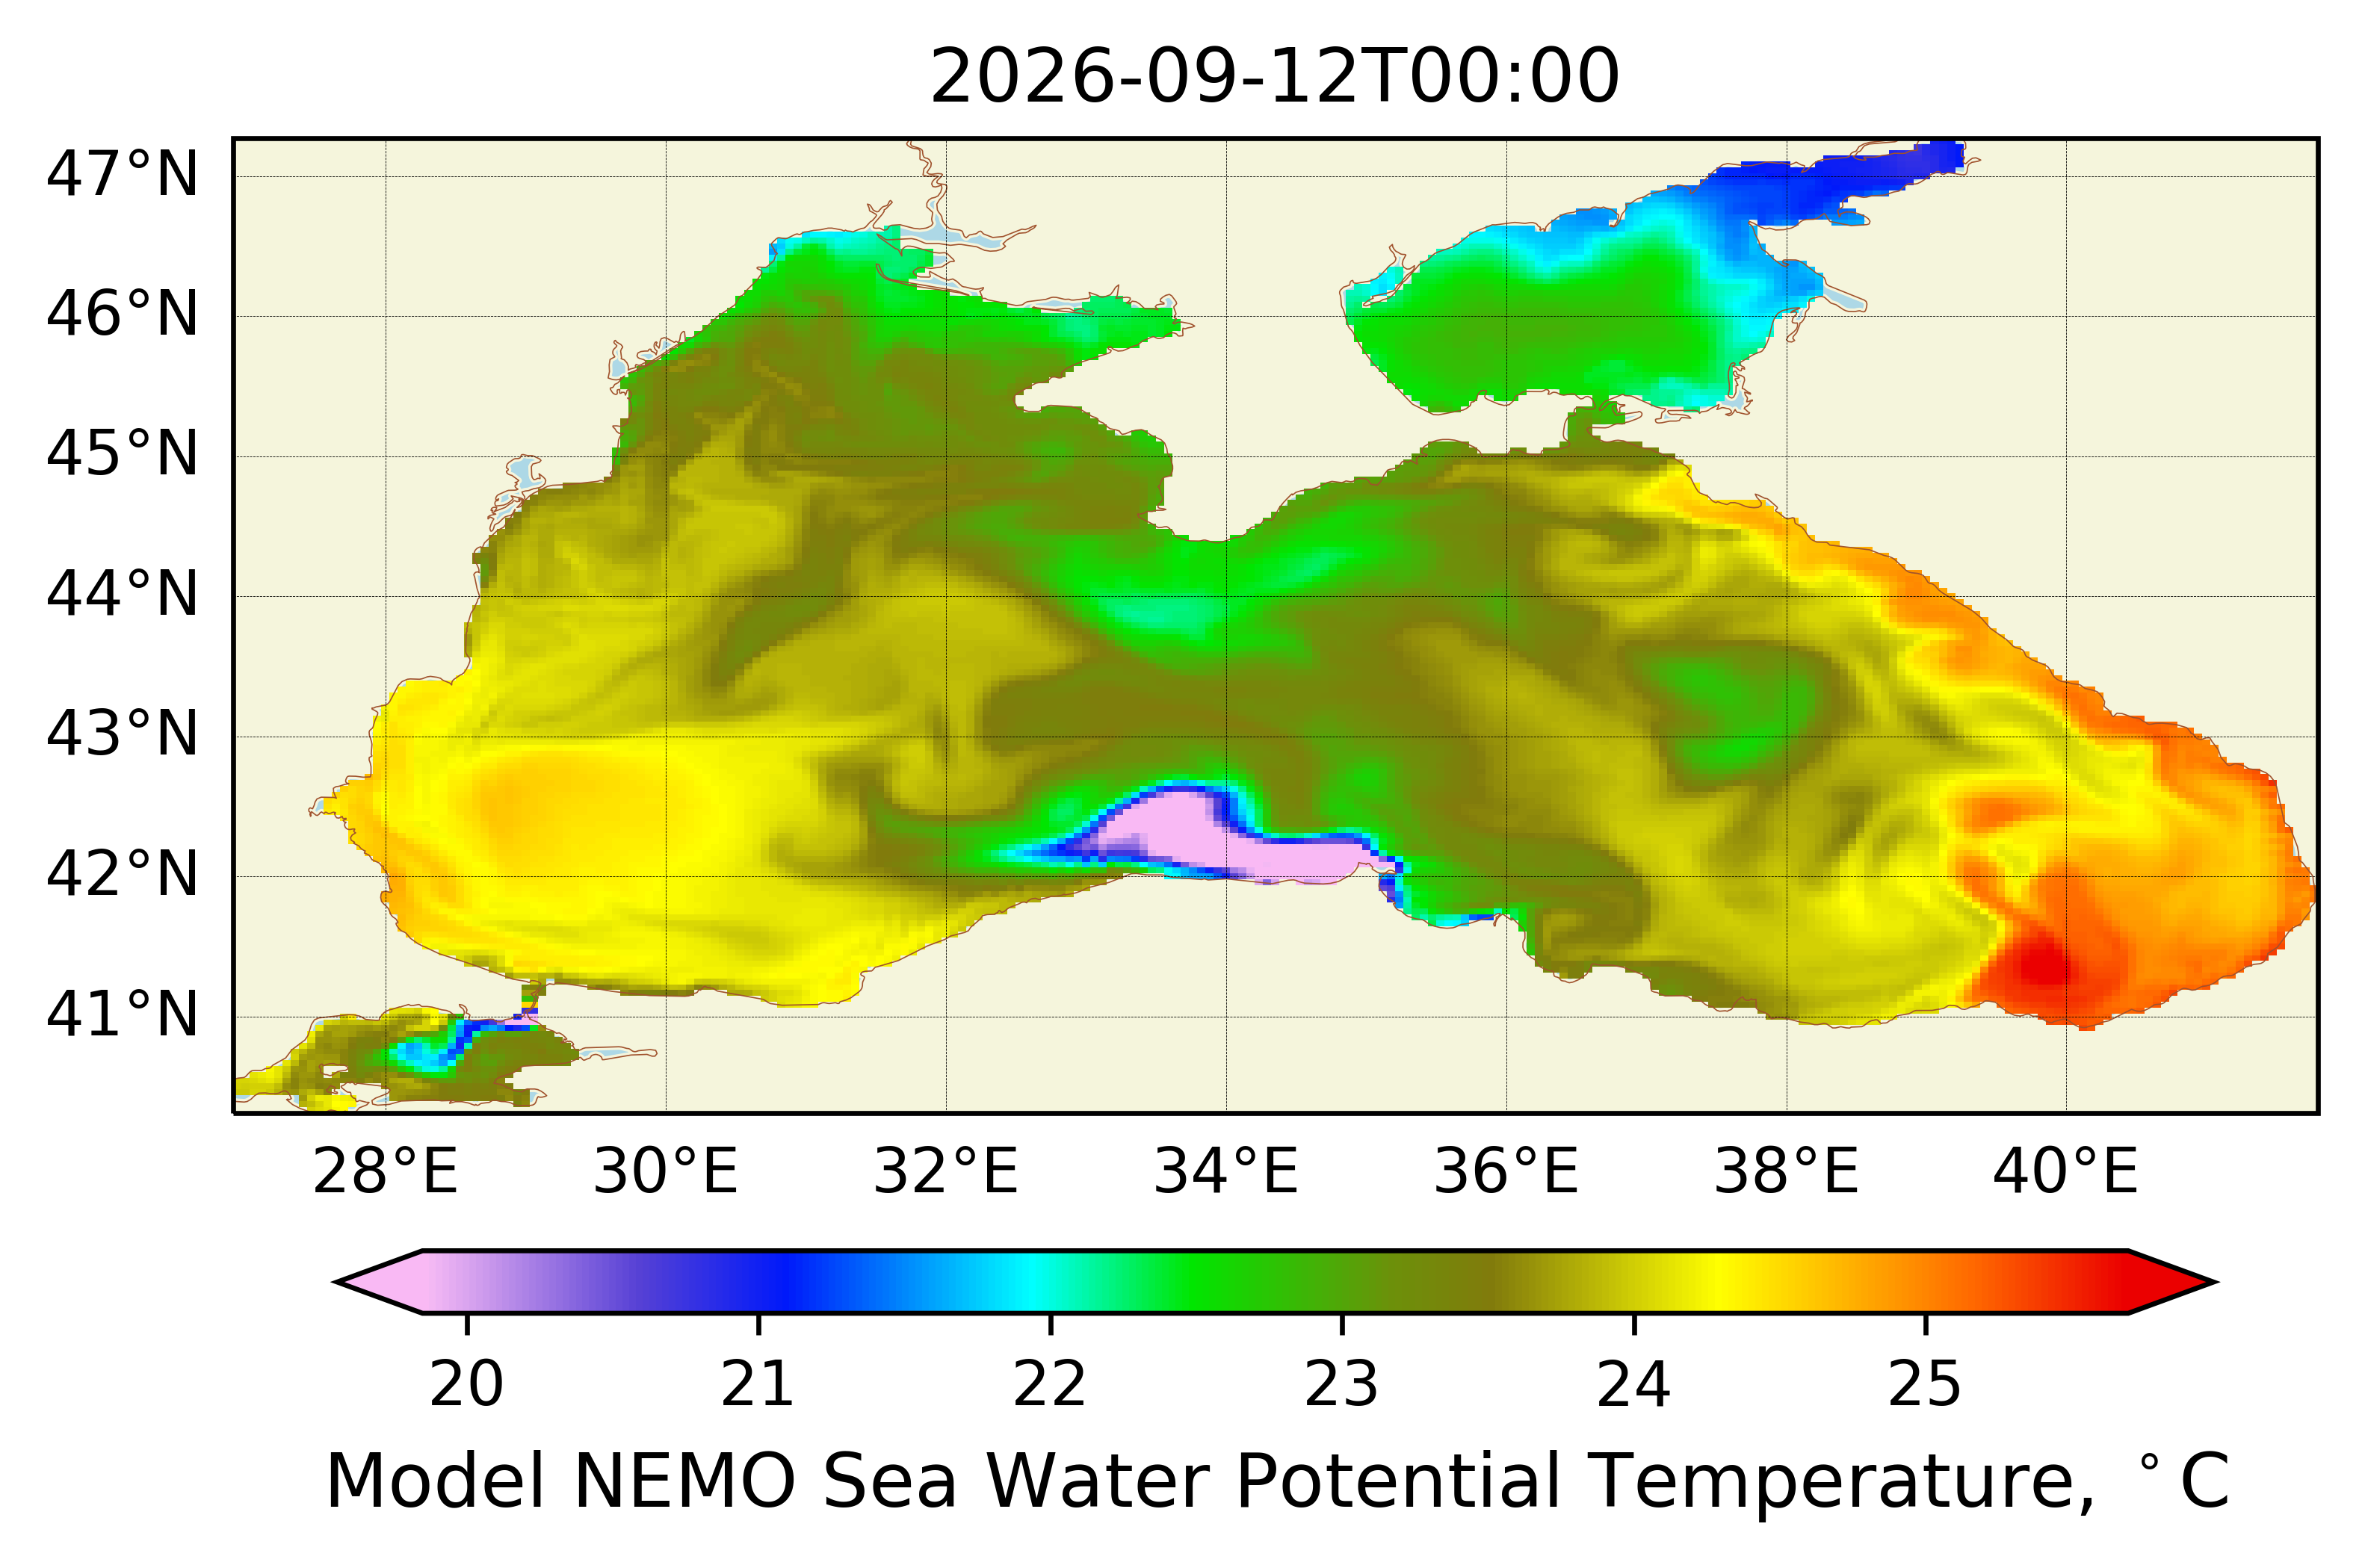 2026-09-12T00:00
47°N
46°N
45°N
44°N
43°N
42°N
41°N
28°E 30°E 32°E 34°E 36°E 38°E 40°E
20 21 22 23 24 25
Model NEMO Sea Water Potential Temperature, °C